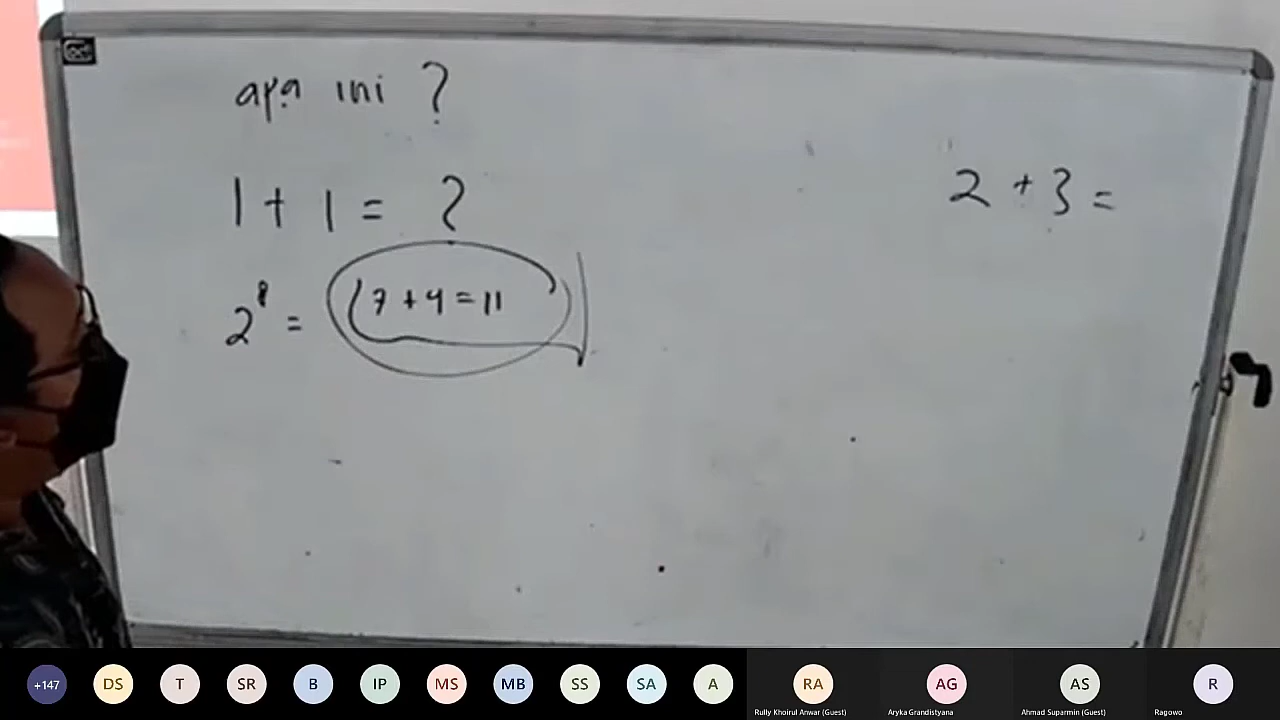 apa ini ?
1 + 1 = ?
2 + 3 =
2⁸ = (7 + 4 = 11
+147 DS T SR B IP MS MB SS SA A RA AG AS R
Rully Khoirul Anwar (Guest) Aryka Grandistyana Ahmad Suparmin (Guest) Ragowo